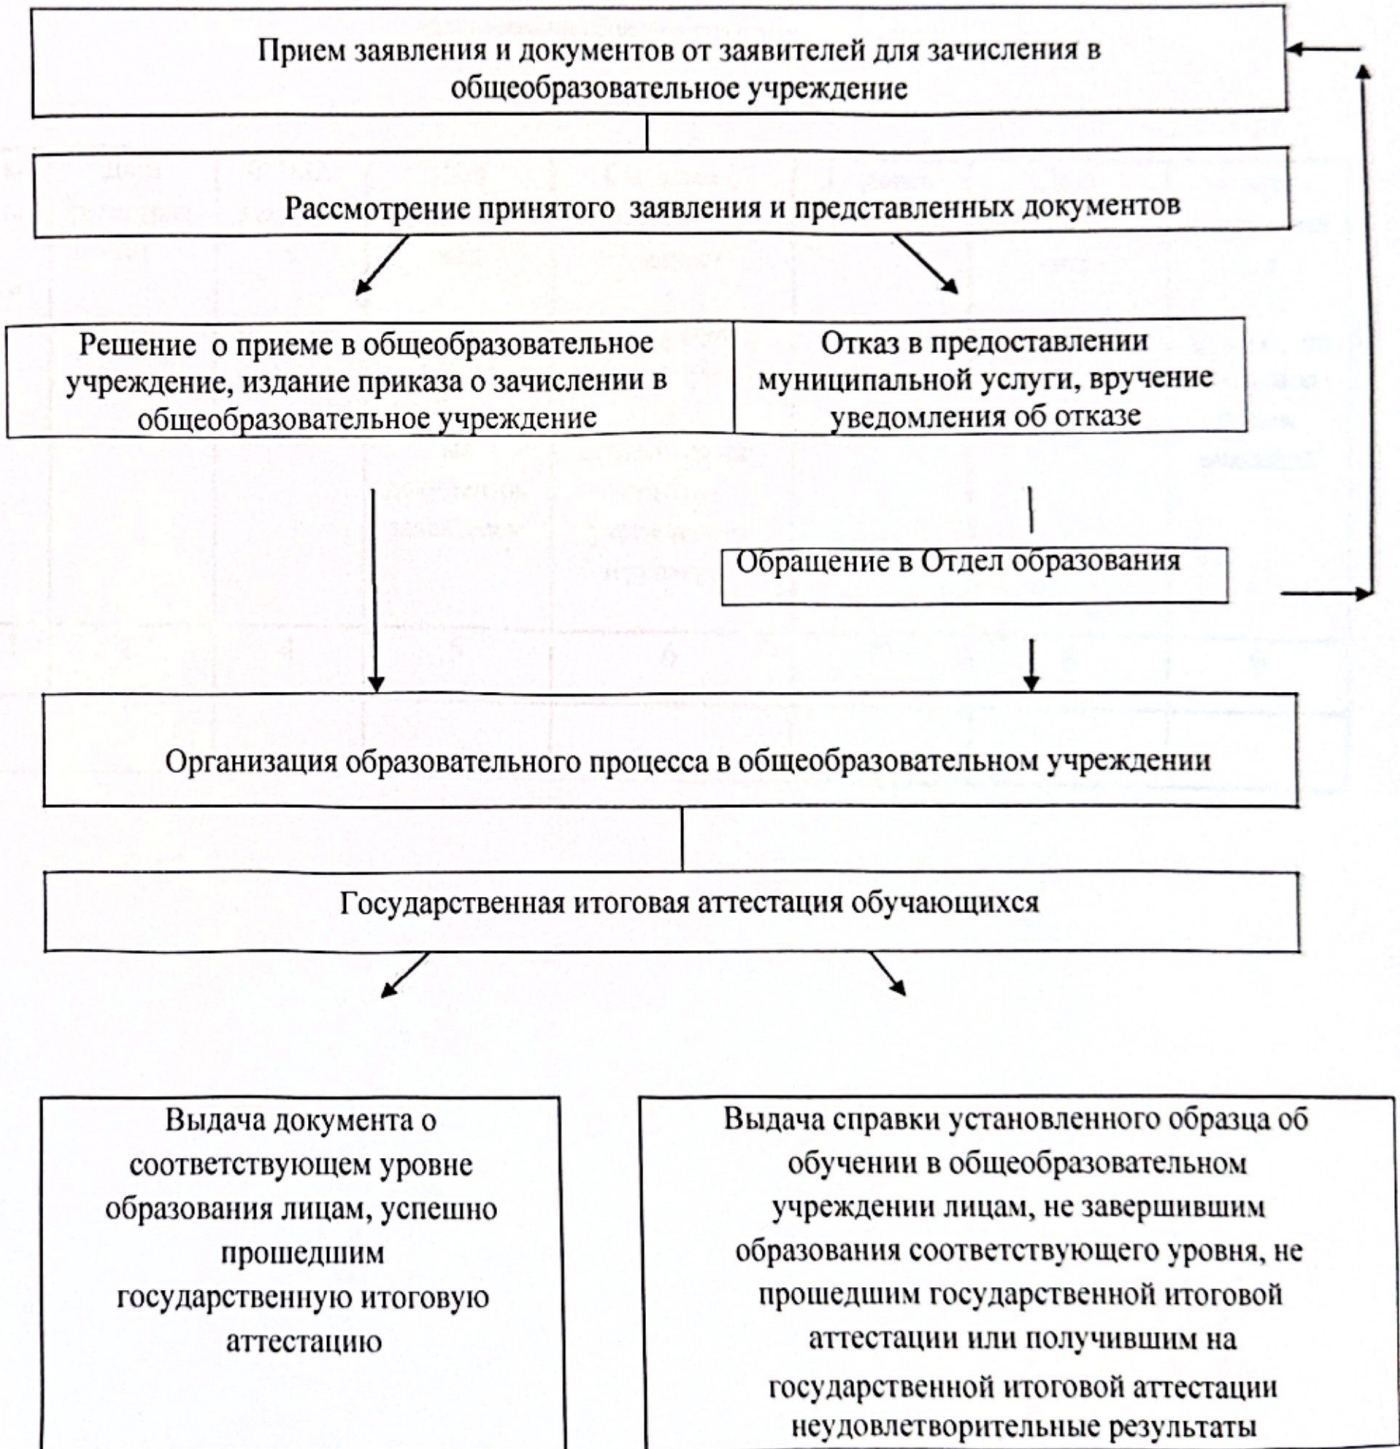 Прием заявления и документов от заявителей для зачисления в
общеобразовательное учреждение
Рассмотрение принятого заявления и представленных документов
Решение о приеме в общеобразовательное
учреждение, издание приказа о зачислении в
общеобразовательное учреждение
Отказ в предоставлении
муниципальной услуги, вручение
уведомления об отказе
Обращение в Отдел образования
Организация образовательного процесса в общеобразовательном учреждении
Государственная итоговая аттестация обучающихся
Выдача документа о
соответствующем уровне
образования лицам, успешно
прошедшим
государственную итоговую
аттестацию
Выдача справки установленного образца об
обучении в общеобразовательном
учреждении лицам, не завершившим
образования соответствующего уровня, не
прошедшим государственной итоговой
аттестации или получившим на
государственной итоговой аттестации
неудовлетворительные результаты